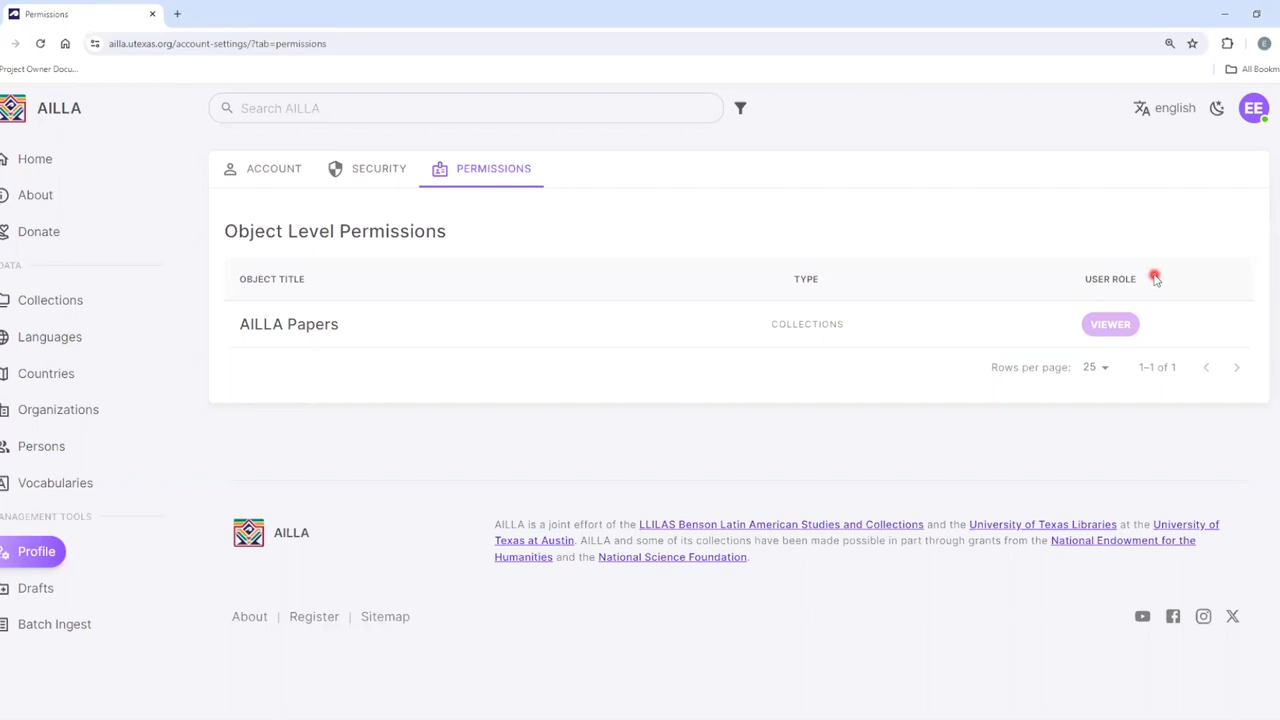 Permissions
ailla.utexas.org/account-settings/?tab=permissions
Project Owner Docu...
All Bookm
AILLA
Search AILLA
english
EE
Home
About
Donate
DATA
Collections
Languages
Countries
Organizations
Persons
Vocabularies
ANAGEMENT TOOLS
Profile
Drafts
Batch Ingest
ACCOUNT
SECURITY
PERMISSIONS
Object Level Permissions
OBJECT TITLE TYPE USER ROLE
AILLA Papers COLLECTIONS VIEWER
Rows per page: 25 1–1 of 1
AILLA
AILLA is a joint effort of the LLILAS Benson Latin American Studies and Collections and the University of Texas Libraries at the University of
Texas at Austin. AILLA and some of its collections have been made possible in part through grants from the National Endowment for the
Humanities and the National Science Foundation.
About | Register | Sitemap
E